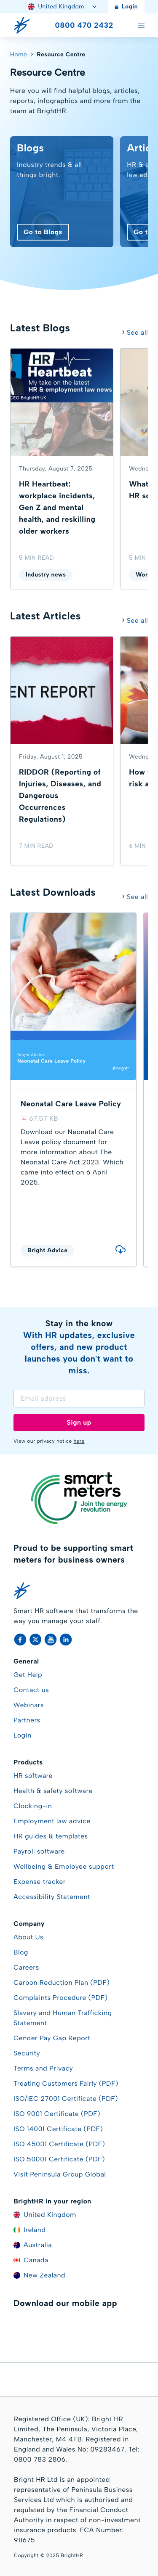 United Kingdom
Login
0800 470 2432
Home > Resource Centre
Resource Centre
Here you will find helpful blogs, articles,
reports, infographics and more from the
team at BrightHR.
Blogs
Industry trends & all
things bright.
Go to Blogs
Artic
HR & e
law ad
Go t
Latest Blogs
See all
HR
Heartbeat
My take on the latest
HR & employment law news
CEO BrightHR UK
Thursday, August 7, 2025
HR Heartbeat:
workplace incidents,
Gen Z and mental
health, and reskilling
older workers
5 MIN READ
Industry news
Wedne
What
HR so
5 MIN
Wor
Latest Articles
See all
ENT REPORT
Friday, August 1, 2025
RIDDOR (Reporting of
Injuries, Diseases, and
Dangerous
Occurrences
Regulations)
7 MIN READ
Wedne
How
risk a
6 MIN
Latest Downloads
See all
Bright Advice
Neonatal Care Leave Policy
Neonatal Care Leave Policy
67.57 KB
Download our Neonatal Care
Leave policy document for
more information about The
Neonatal Care Act 2023. Which
came into effect on 6 April
2025.
Bright Advice
Stay in the know
With HR updates, exclusive
offers, and new product
launches you don't want to
miss.
Email address
Sign up
View our privacy notice here
smart
meters
Join the energy
revolution
Proud to be supporting smart
meters for business owners
Smart HR software that transforms the
way you manage your staff.
General
Get Help
Contact us
Webinars
Partners
Login
Products
HR software
Health & safety software
Clocking-in
Employment law advice
HR guides & templates
Payroll software
Wellbeing & Employee support
Expense tracker
Accessibility Statement
Company
About Us
Blog
Careers
Carbon Reduction Plan (PDF)
Complaints Procedure (PDF)
Slavery and Human Trafficking
Statement
Gender Pay Gap Report
Security
Terms and Privacy
Treating Customers Fairly (PDF)
ISO/IEC 27001 Certificate (PDF)
ISO 9001 Certificate (PDF)
ISO 14001 Certificate (PDF)
ISO 45001 Certificate (PDF)
ISO 50001 Certificate (PDF)
Visit Peninsula Group Global
BrightHR in your region
United Kingdom
Ireland
Australia
Canada
New Zealand
Download our mobile app
Registered Office (UK): Bright HR
Limited, The Peninsula, Victoria Place,
Manchester, M4 4FB. Registered in
England and Wales No: 09283467. Tel:
0800 783 2806.
Bright HR Ltd is an appointed
representative of Peninsula Business
Services Ltd which is authorised and
regulated by the Financial Conduct
Authority in respect of non-investment
insurance products. FCA Number:
911675
Copyright © 2025 BrightHR